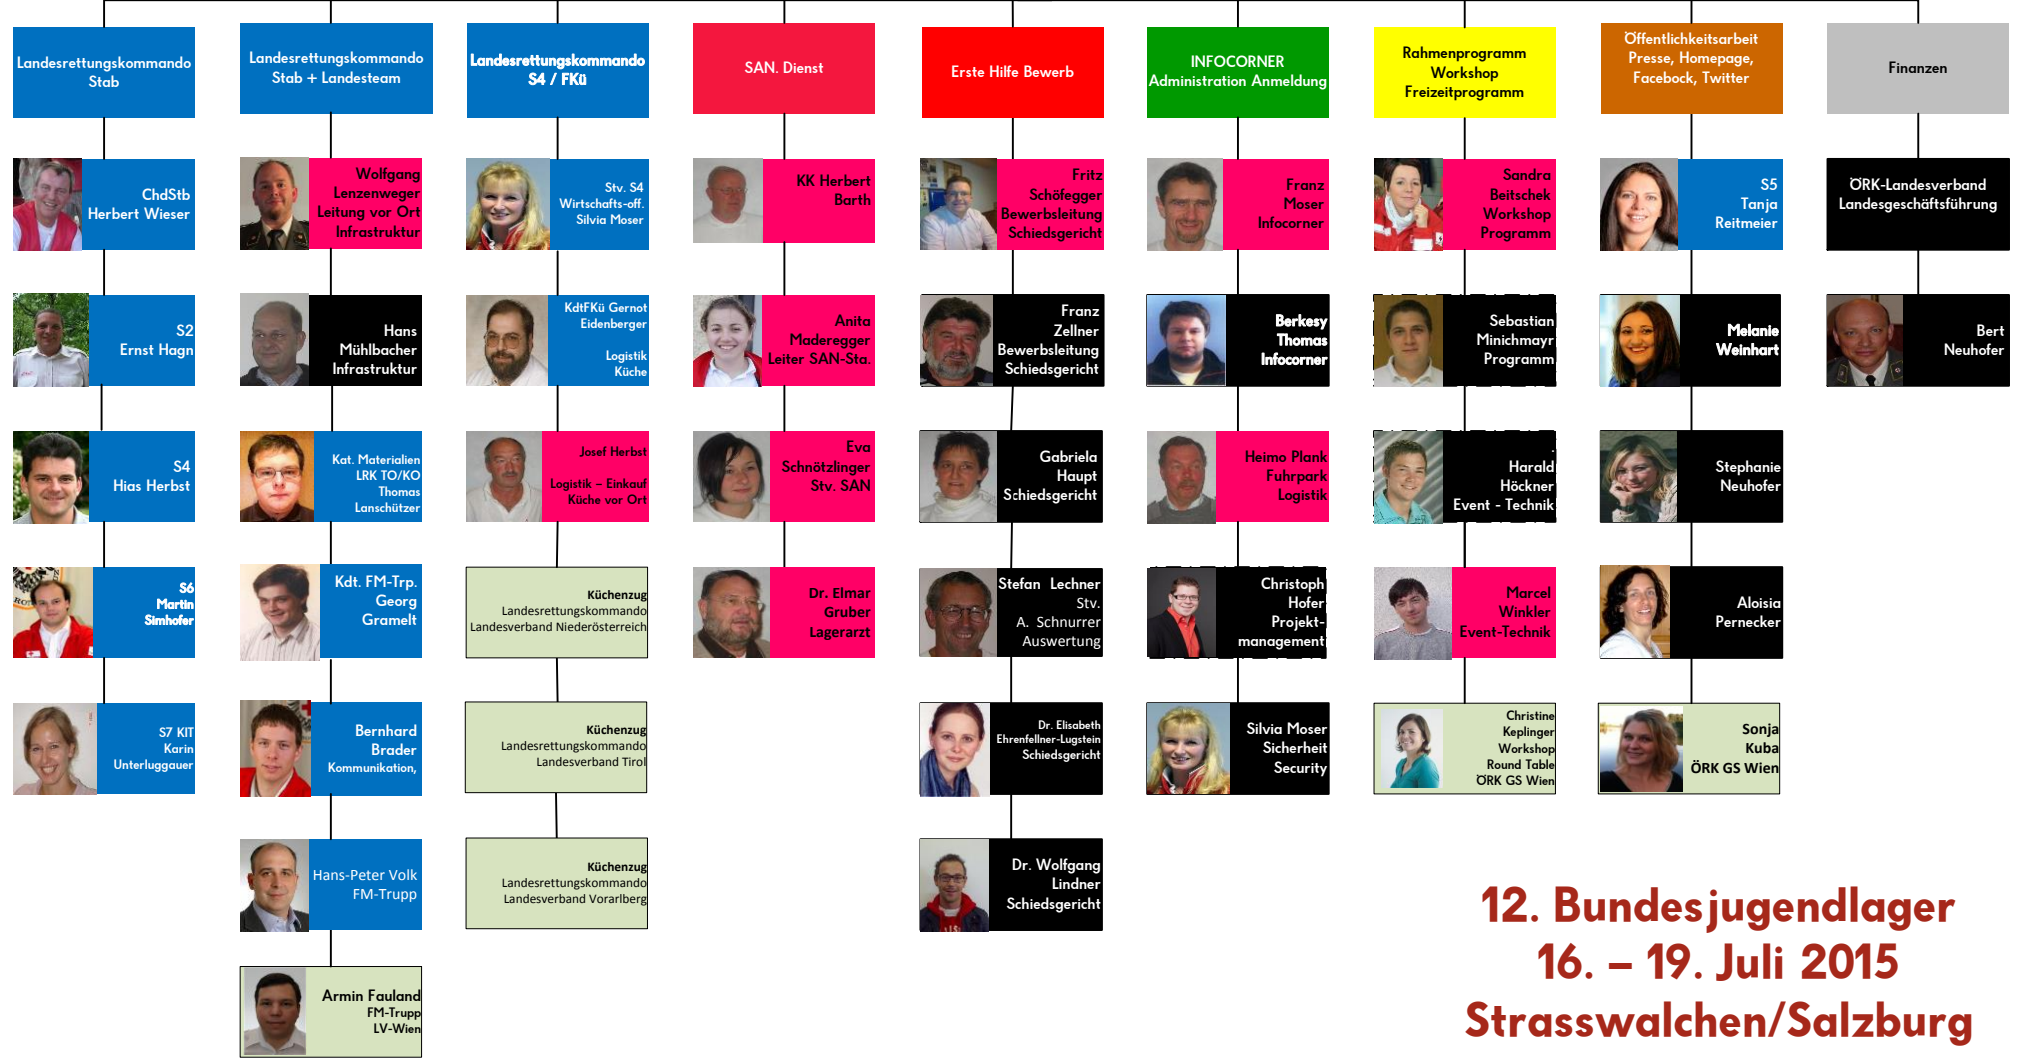 Landesrettungskommando
Stab
Landesrettungskommando
Stab + Landesteam
Landesrettungskommando
S4 / FKü
SAN. Dienst
Erste Hilfe Bewerb
INFOCORNER
Administration Anmeldung
Rahmenprogramm
Workshop
Freizeitprogramm
Öffentlichkeitsarbeit
Presse, Homepage,
Facebock, Twitter
Finanzen
ChdStb
Herbert Wieser
S2
Ernst Hagn
S4
Hias Herbst
S6
Martin
Simhofer
S7 KIT
Karin
Unterluggauer
Wolfgang
Lenzenweger
Leitung vor Ort
Infrastruktur
Hans
Mühlbacher
Infrastruktur
Kat. Materialien
LRK TO/KO
Thomas
Lanschützer
Kdt. FM-Trp.
Georg
Gramelt
Bernhard
Brader
Kommunikation,
Hans-Peter Volk
FM-Trupp
Armin Fauland
FM-Trupp
LV-Wien
Stv. S4
Wirtschafts-off.
Silvia Moser
KdtFKü Gernot
Eidenberger
Logistik
Küche
Josef Herbst
Logistik – Einkauf
Küche vor Ort
Küchenzug
Landesrettungskommando
Landesverband Niederösterreich
Küchenzug
Landesrettungskommando
Landesverband Tirol
Küchenzug
Landesrettungskommando
Landesverband Vorarlberg
KK Herbert
Barth
Anita
Maderegger
Leiter SAN-Sta.
Eva
Schnötzlinger
Stv. SAN
Dr. Elmar
Gruber
Lagerarzt
Fritz
Schöfegger
Bewerbsleitung
Schiedsgericht
Franz
Zellner
Bewerbsleitung
Schiedsgericht
Gabriela
Haupt
Schiedsgericht
Stefan Lechner
Stv.
A. Schnurrer
Auswertung
Dr. Elisabeth
Ehrenfellner-Lugstein
Schiedsgericht
Dr. Wolfgang
Lindner
Schiedsgericht
Franz
Moser
Infocorner
Berkesy
Thomas
Infocorner
Heimo Plank
Fuhrpark
Logistik
Christoph
Hofer
Projekt-
management
Silvia Moser
Sicherheit
Security
Sandra
Beitschek
Workshop
Programm
Sebastian
Minichmayr
Programm
.
Harald
Höckner
Event - Technik
Marcel
Winkler
Event-Technik
Christine
Keplinger
Workshop
Round Table
ÖRK GS Wien
S5
Tanja
Reitmeier
Melanie
Weinhart
Stephanie
Neuhofer
Aloisia
Pernecker
Sonja
Kuba
ÖRK GS Wien
ÖRK-Landesverband
Landesgeschäftsführung
Bert
Neuhofer
12. Bundesjugendlager
16. – 19. Juli 2015
Strasswalchen/Salzburg